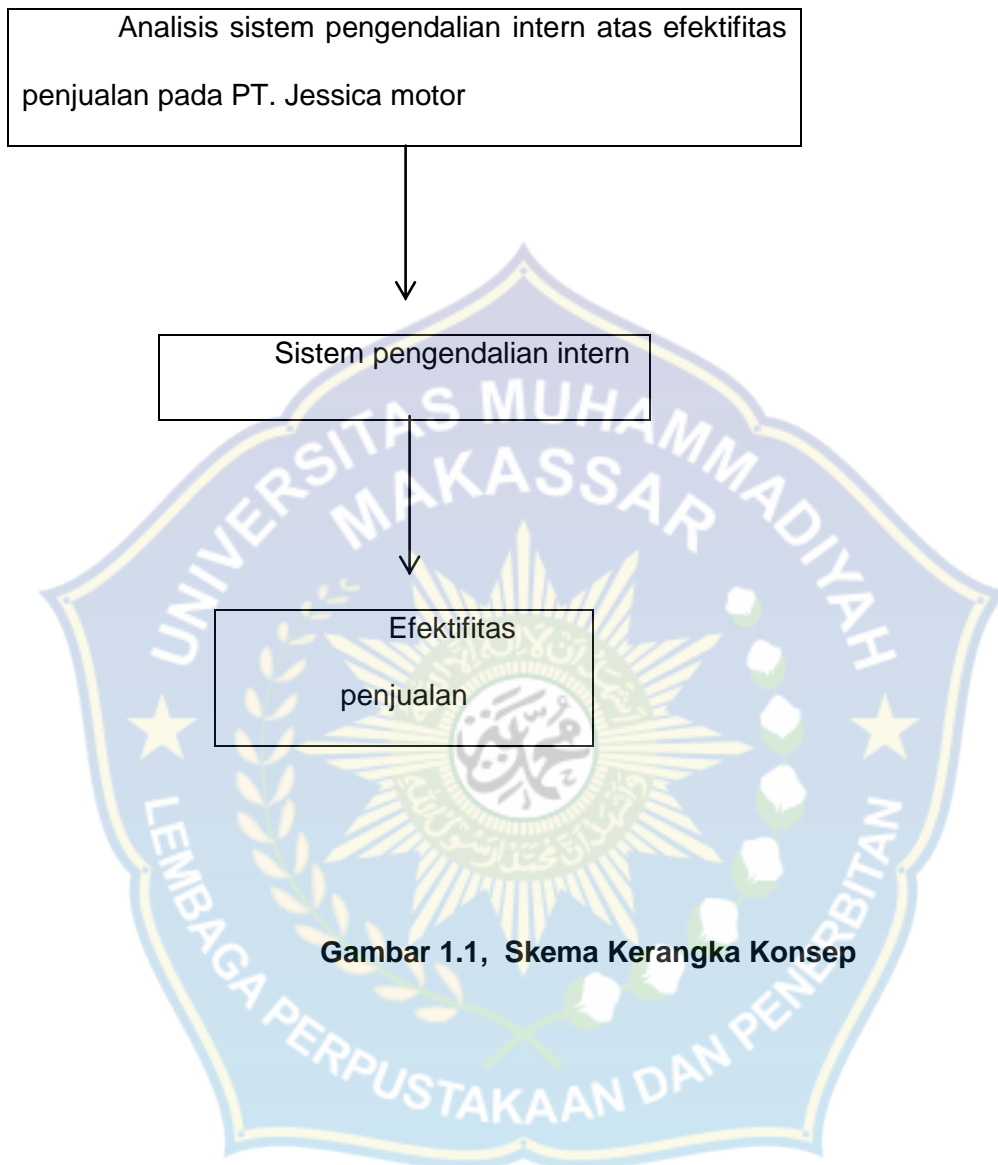 Analisis sistem pengendalian intern atas efektifitas
penjualan pada PT. Jessica motor
Sistem pengendalian intern
UNIVERSITAS MUHAMMADIYAH
MAKASSAR
Efektifitas
penjualan
Gambar 1.1, Skema Kerangka Konsep
LEMBAGA PERPUSTAKAAN DAN PENERBITAN